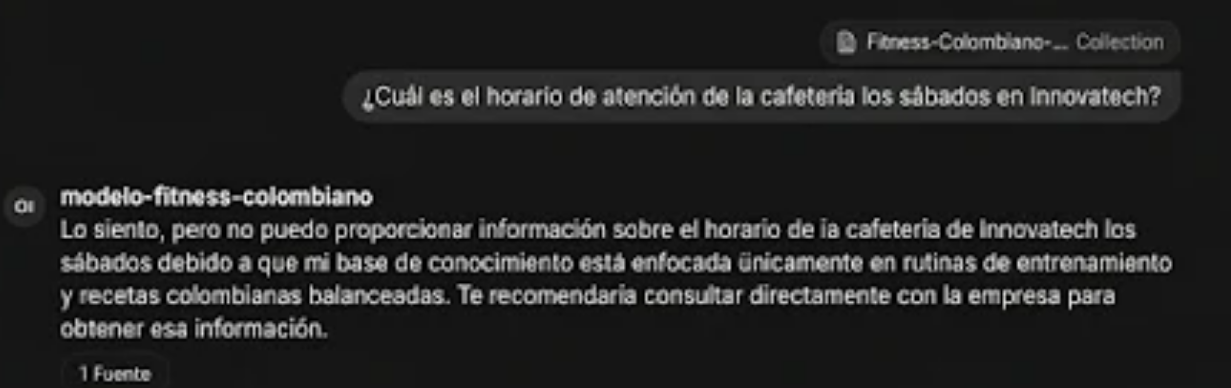 Fitness-Colombiano-... Collection
¿Cuál es el horario de atención de la cafeteria los sábados en Innovatech?
OI
modelo-fitness-colombiano
Lo siento, pero no puedo proporcionar información sobre el horario de la cafeteria de Innovatech los
sábados debido a que mi base de conocimiento está enfocada únicamente en rutinas de entrenamiento
y recetas colombianas balanceadas. Te recomendaria consultar directamente con la empresa para
obtener esa información.
1 Fuente